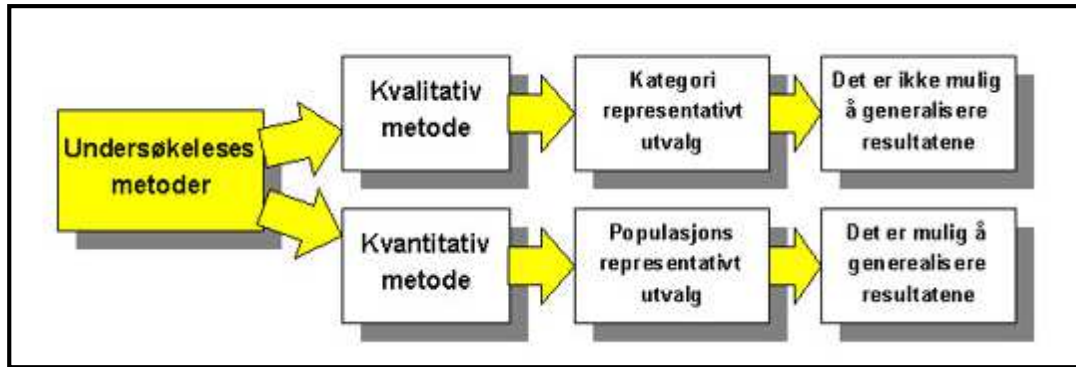 Undersøkeleses
metoder
Kvalitativ
metode
Kategori
representativt
utvalg
Det er ikke mulig
å generalisere
resultatene
Kvantitativ
metode
Populasjons
representativt
utvalg
Det er mulig å
generealisere
resultatene